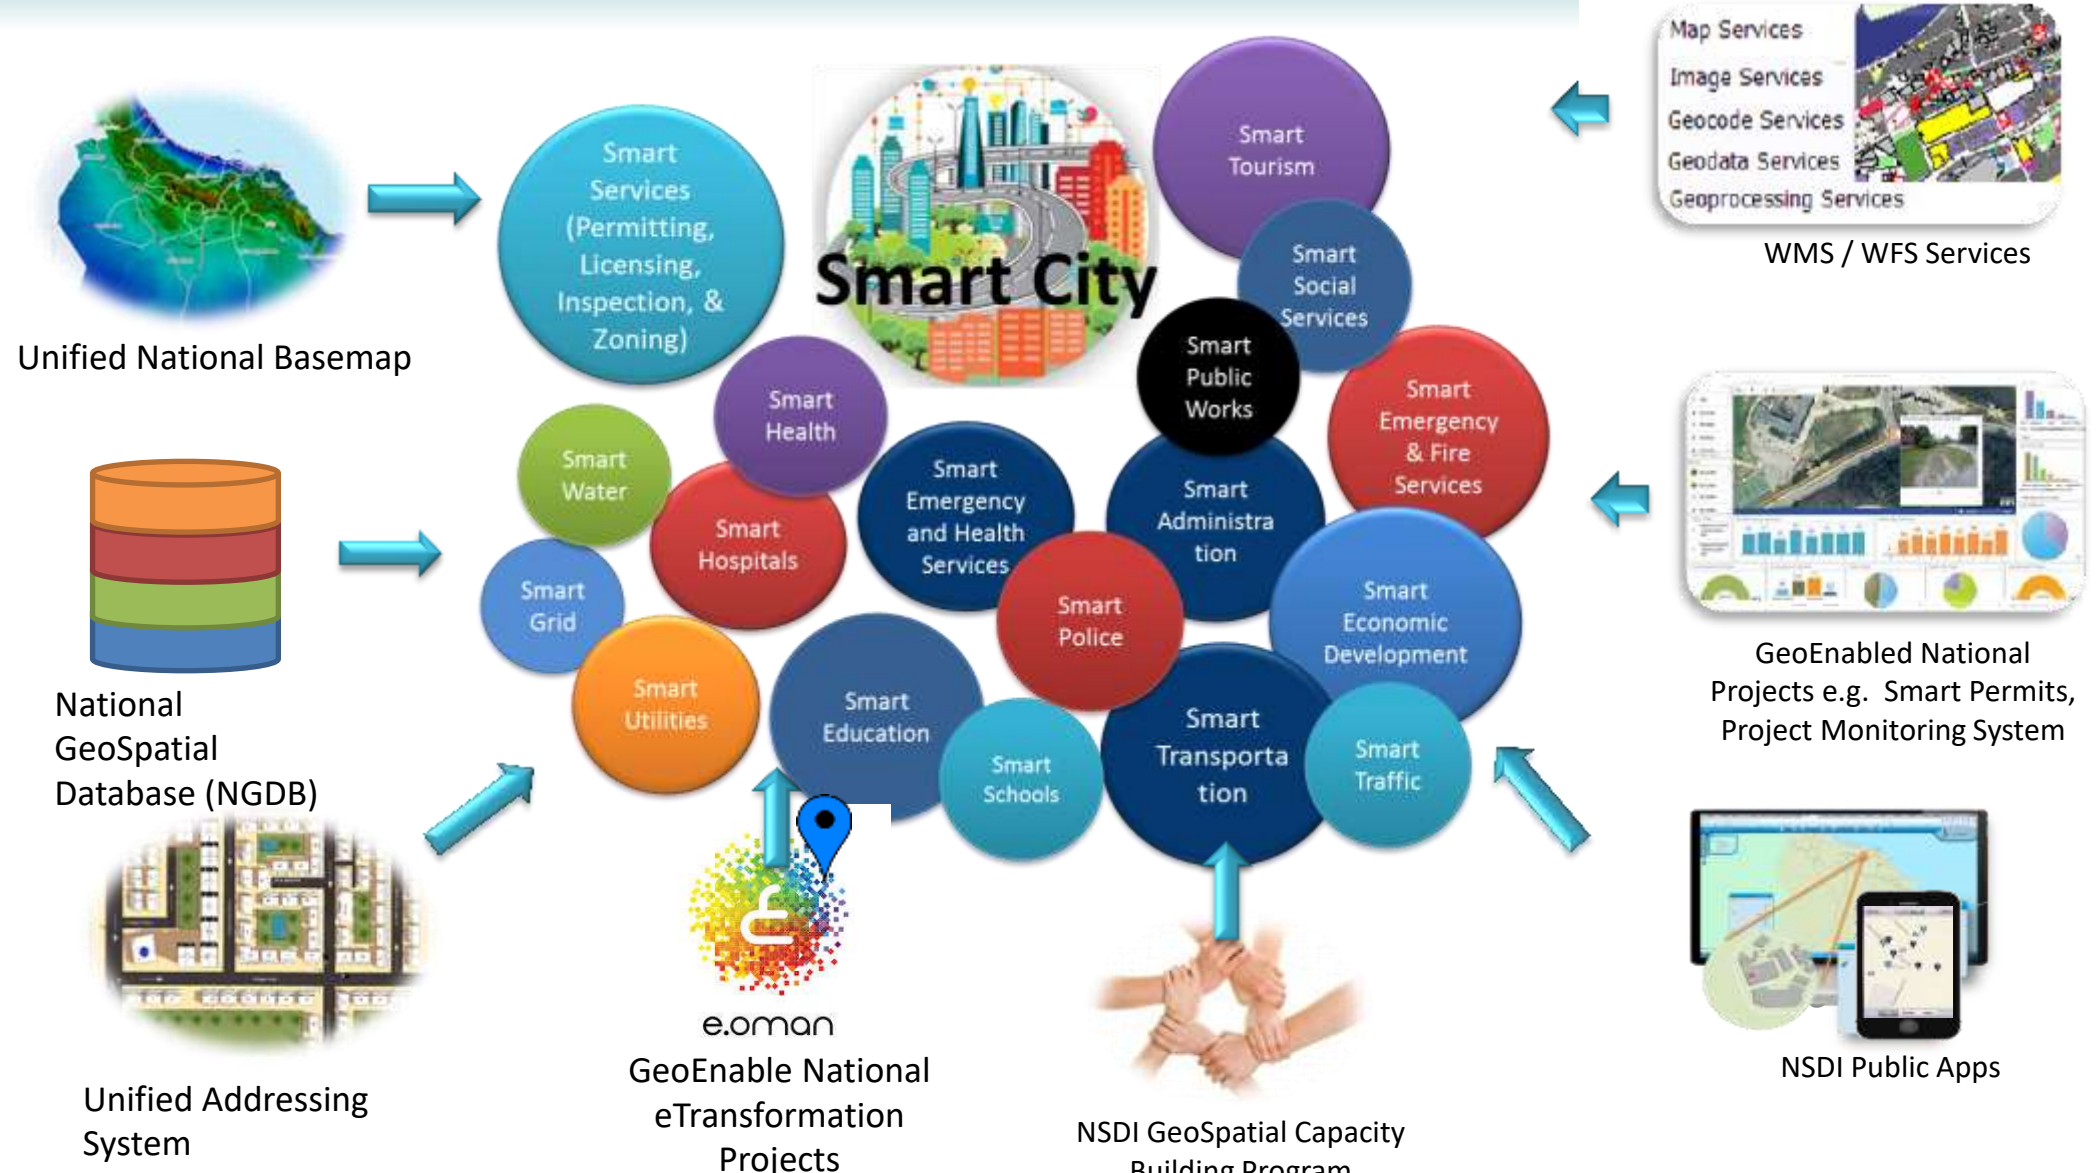 Map Services
Image Services
Geocode Services
Geodata Services
Geoprocessing Services
WMS / WFS Services
Smart City
Smart
Services
(Permitting,
Licensing,
Inspection, &
Zoning)
Smart
Tourism
Smart
Social
Services
Smart
Public
Works
Smart
Emergency
& Fire
Services
Smart
Health
Smart
Water
Smart
Hospitals
Smart
Emergency
and Health
Services
Smart
Administra
tion
Smart
Grid
Smart
Police
Smart
Economic
Development
Smart
Utilities
Smart
Education
Smart
Schools
Smart
Transporta
tion
Smart
Traffic
Unified National Basemap
National
GeoSpatial
Database (NGDB)
Unified Addressing
System
e.oman
GeoEnable National
eTransformation
Projects
NSDI GeoSpatial Capacity
Building Program
GeoEnabled National
Projects e.g. Smart Permits,
Project Monitoring System
NSDI Public Apps